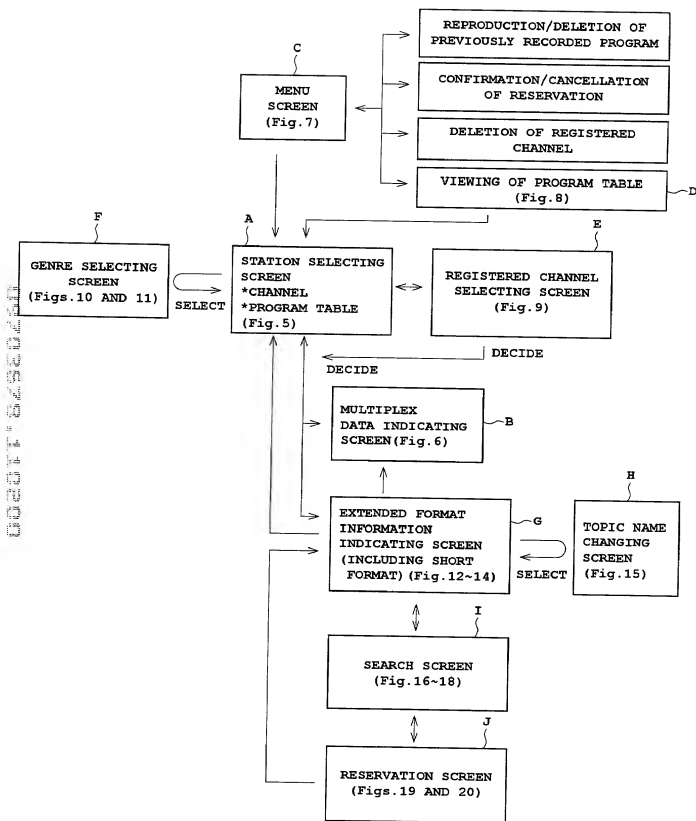 REPRODUCTION/DELETION OF
PREVIOUSLY RECORDED PROGRAM
C
MENU
SCREEN
(Fig.7)
CONFIRMATION/CANCELLATION
OF RESERVATION
DELETION OF REGISTERED
CHANNEL
VIEWING OF PROGRAM TABLE
(Fig.8)
D
F
A
E
GENRE SELECTING
SCREEN
(Figs.10 AND 11)
SELECT
STATION SELECTING
SCREEN
*CHANNEL
*PROGRAM TABLE
(Fig.5)
REGISTERED CHANNEL
SELECTING SCREEN
(Fig.9)
DECIDE
DECIDE
MULTIPLEX
DATA INDICATING
SCREEN(Fig.6)
B
H
EXTENDED FORMAT
INFORMATION
INDICATING SCREEN
(INCLUDING SHORT
FORMAT)(Fig.12~14)
G
SELECT
TOPIC NAME
CHANGING
SCREEN
(Fig.15)
I
SEARCH SCREEN
(Fig.16~18)
J
RESERVATION SCREEN
(Figs.19 AND 20)